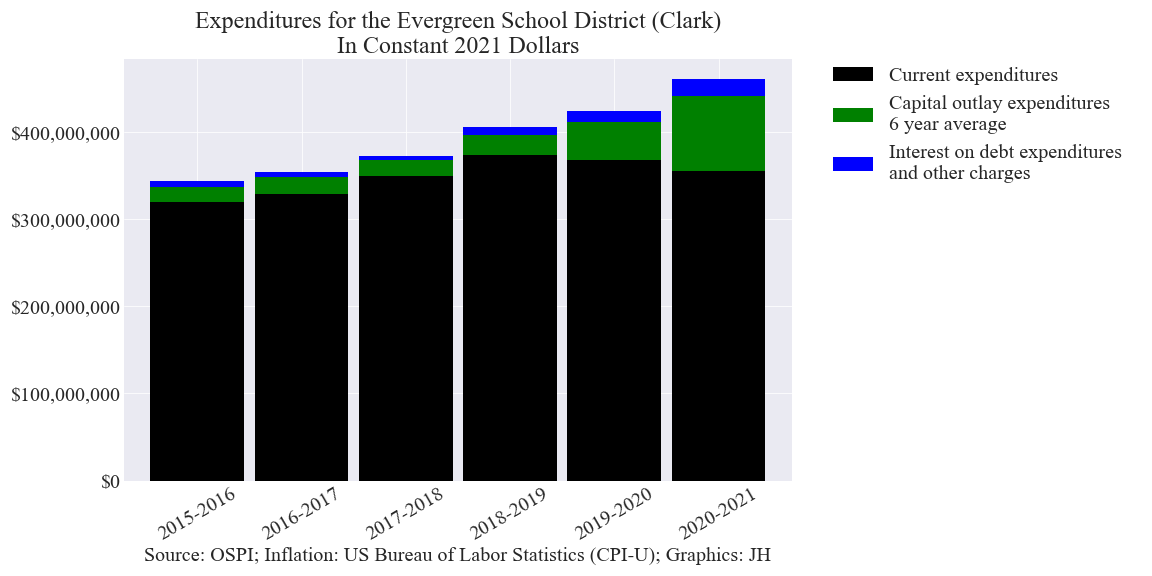 Expenditures for the Evergreen School District (Clark)
In Constant 2021 Dollars
Current expenditures
Capital outlay expenditures
6 year average
Interest on debt expenditures
and other charges
$400,000,000
$300,000,000
$200,000,000
$100,000,000
$0
2015-2016
2016-2017
2017-2018
2018-2019
2019-2020
2020-2021
Source: OSPI; Inflation: US Bureau of Labor Statistics (CPI-U); Graphics: JH